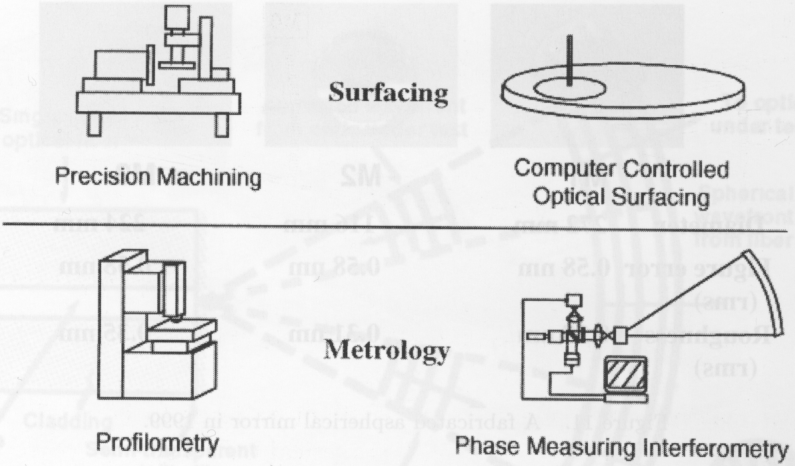 Surfacing
Precision Machining
Computer Controlled
Optical Surfacing
Metrology
Profilometry
Phase Measuring Interferometry